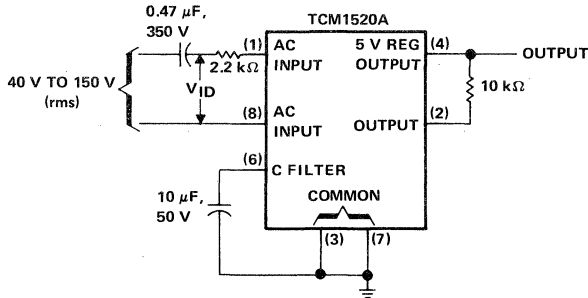 TCM1520A
0.47 μF,
350 V
(1)
2.2 kΩ
AC
INPUT
5 V REG
OUTPUT
(4)
OUTPUT
40 V TO 150 V
(rms)
VID
10 kΩ
(8)
AC
INPUT
OUTPUT
(2)
(6)
C FILTER
10 μF,
50 V
COMMON
(3)
(7)